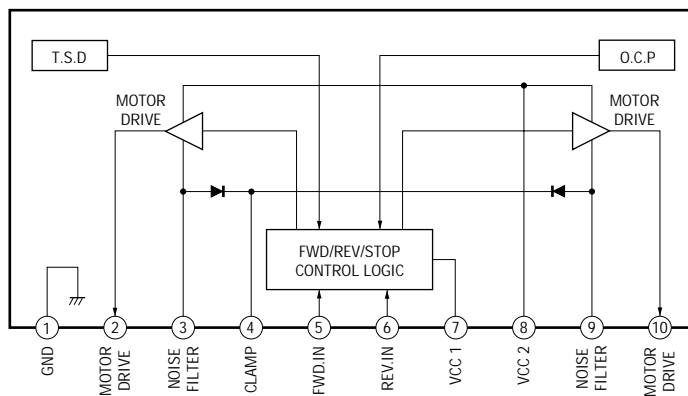 T.S.D
O.C.P
MOTOR
DRIVE
MOTOR
DRIVE
FWD/REV/STOP
CONTROL LOGIC
1
2
3
4
5
6
7
8
9
10
GND
MOTOR
DRIVE
NOISE
FILTER
CLAMP
FWD.IN
REV.IN
VCC 1
VCC 2
NOISE
FILTER
MOTOR
DRIVE